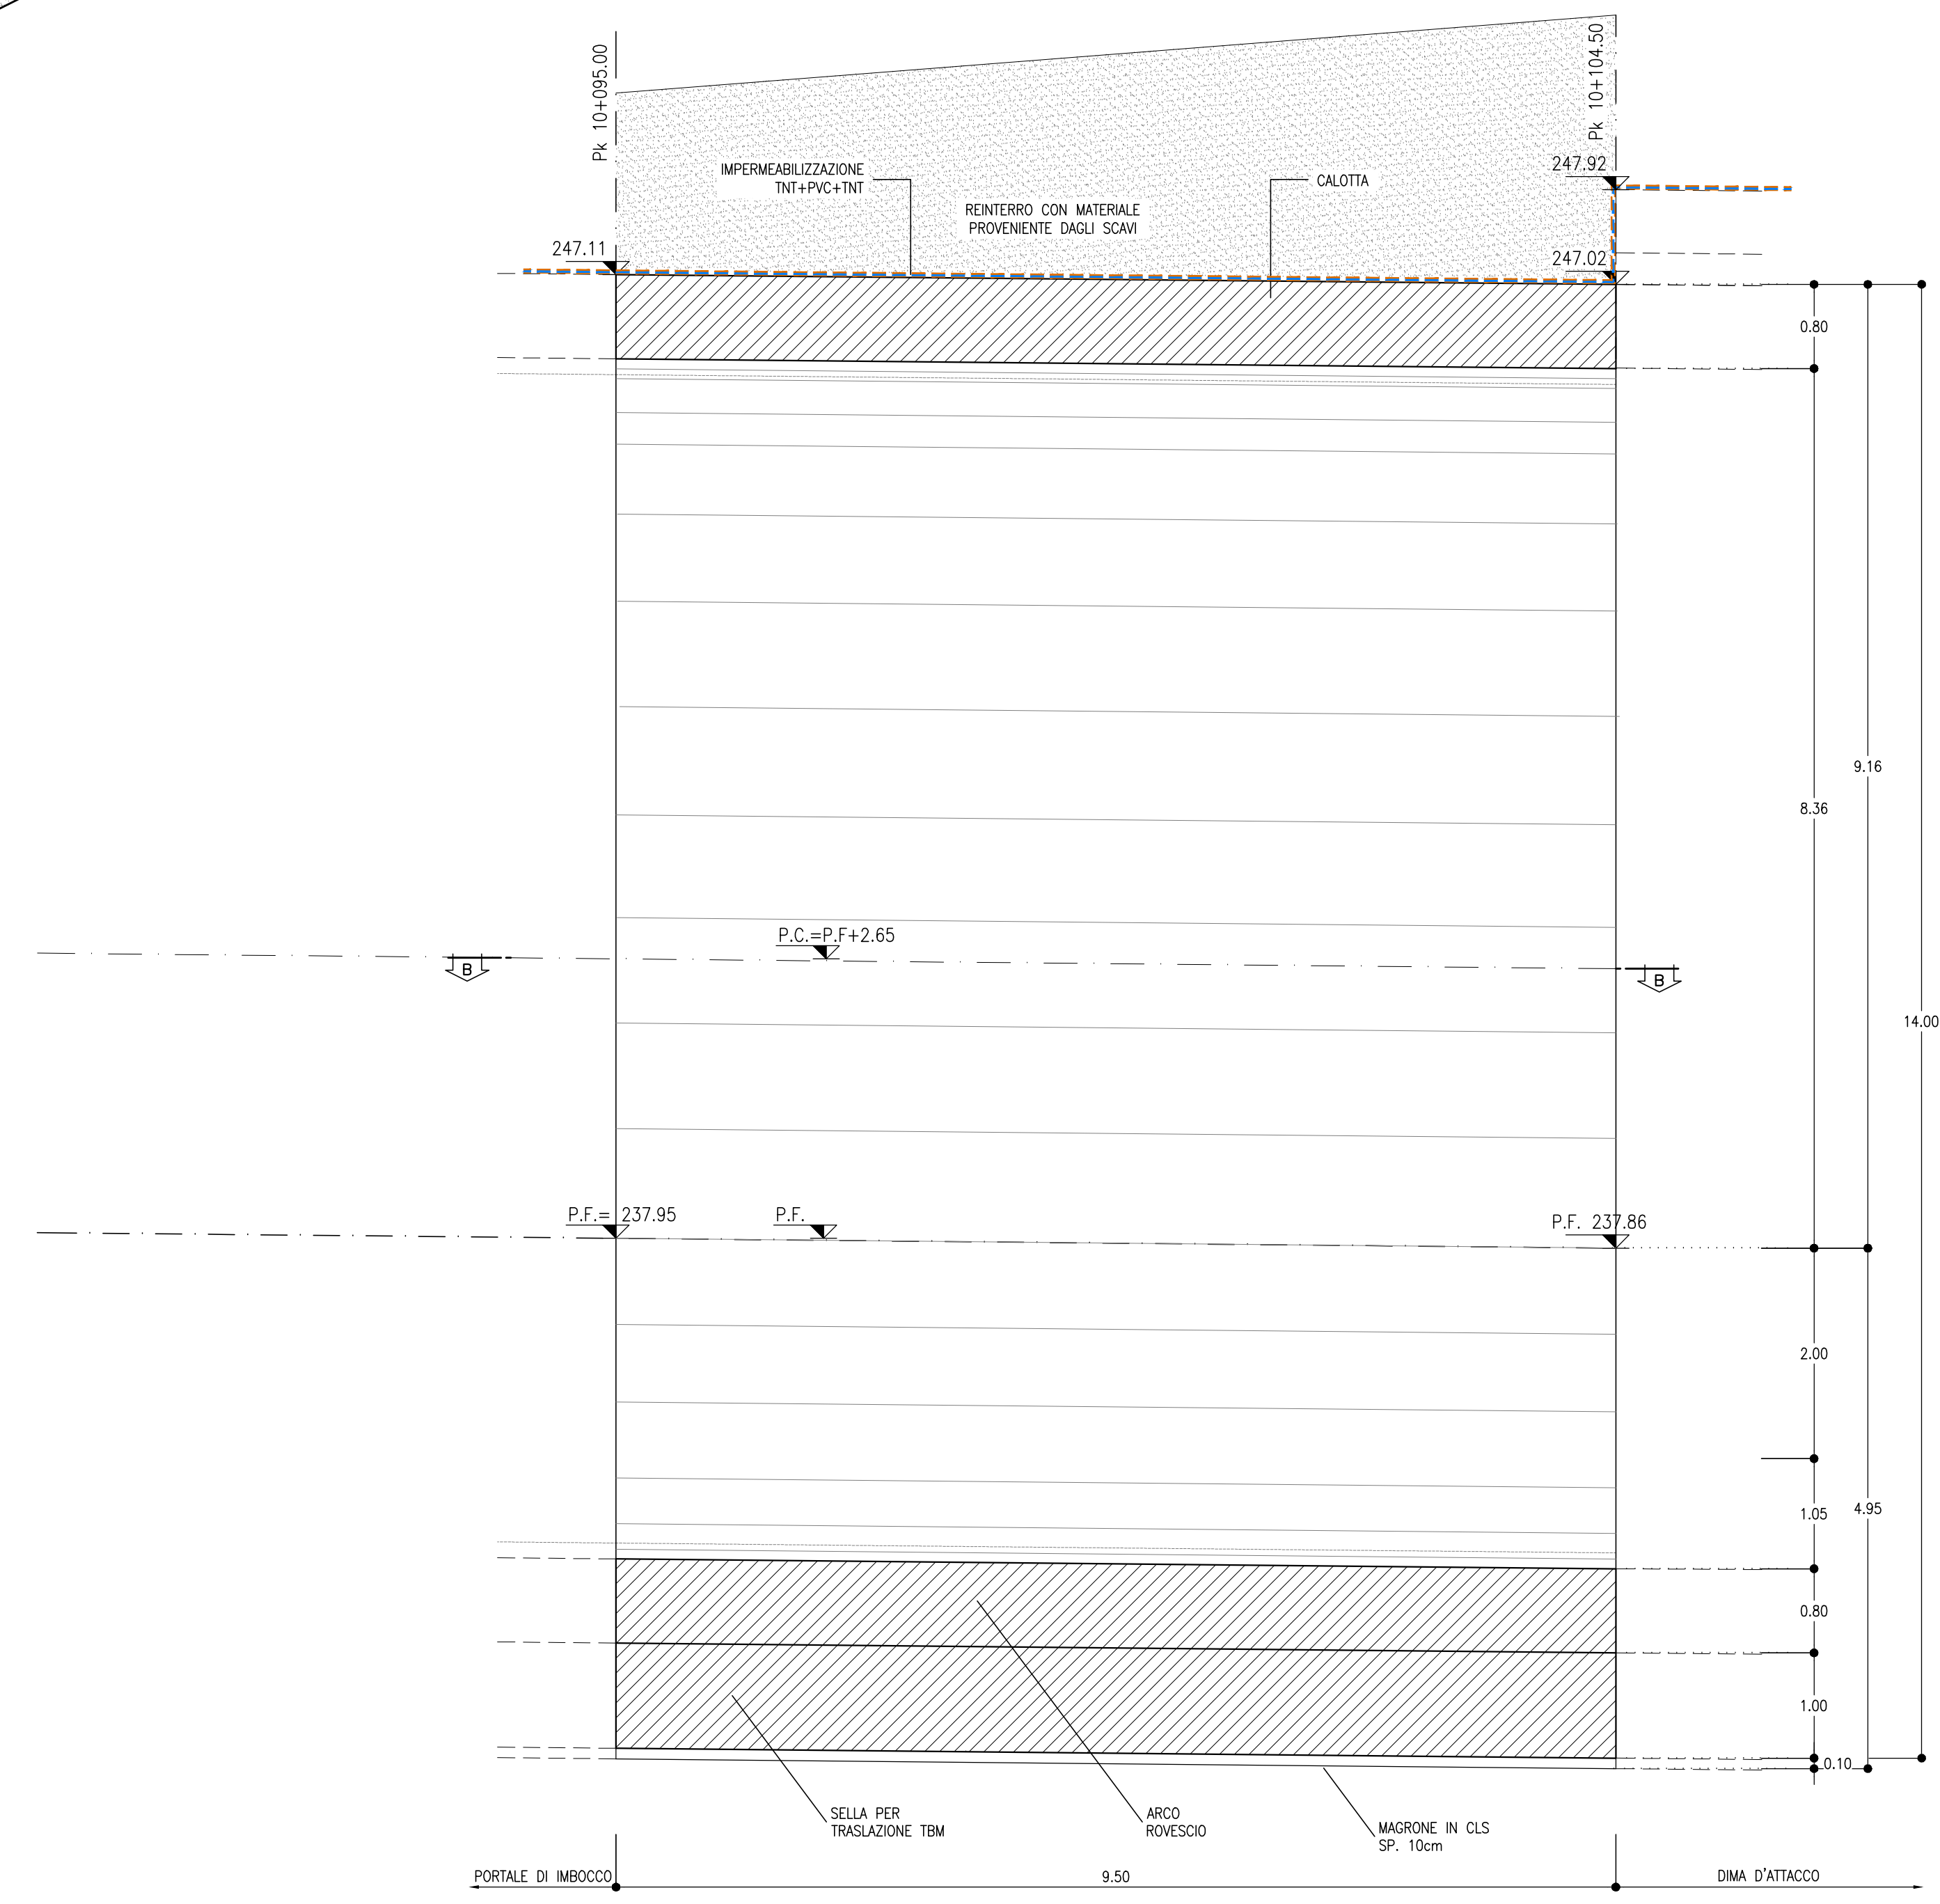 Pk 10+095.00
Pk 10+104.50
IMPERMEABILIZZAZIONE
TNT+PVC+TNT
CALOTTA
REINTERRO CON MATERIALE
PROVENIENTE DAGLI SCAVI
247.92
247.11
247.02
0.80
9.16
8.36
P.C.=P.F+2.65
B
B
14.00
P.F.= 237.95
P.F.
P.F. 237.86
2.00
1.05
4.95
0.80
1.00
0.10
SELLA PER
TRASLAZIONE TBM
ARCO
ROVESCIO
MAGRONE IN CLS
SP. 10cm
PORTALE DI IMBOCCO
9.50
DIMA D'ATTACCO